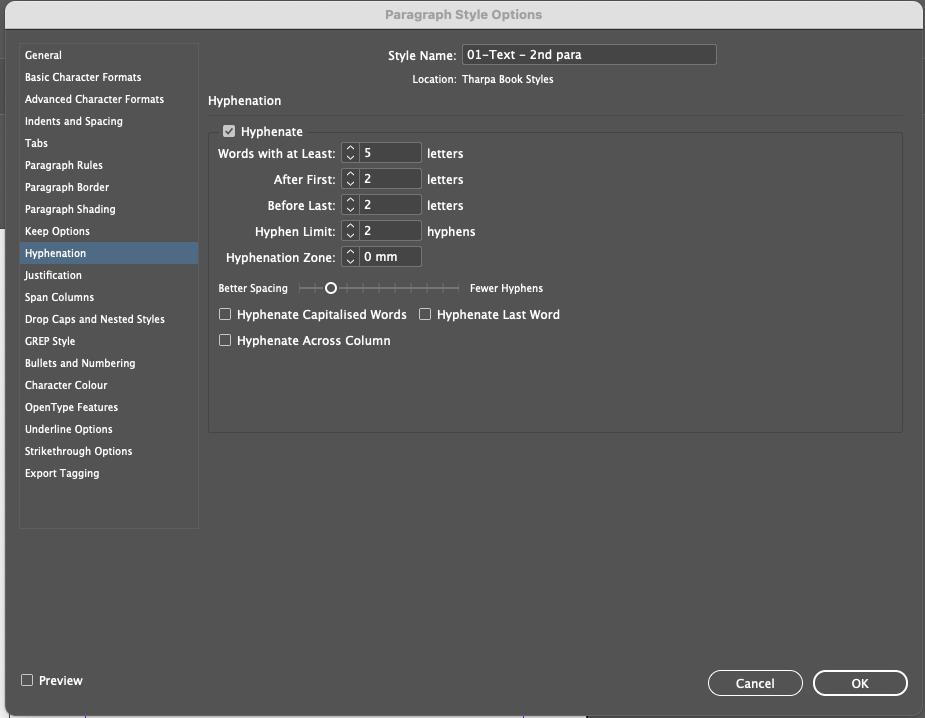 Paragraph Style Options
General
Basic Character Formats
Advanced Character Formats
Indents and Spacing
Tabs
Paragraph Rules
Paragraph Border
Paragraph Shading
Keep Options
Hyphenation
Justification
Span Columns
Drop Caps and Nested Styles
GREP Style
Bullets and Numbering
Character Colour
OpenType Features
Underline Options
Strikethrough Options
Export Tagging
Style Name: 01-Text - 2nd para
Location: Tharpa Book Styles
Hyphenation
Hyphenate
Words with at Least: 5 letters
After First: 2 letters
Before Last: 2 letters
Hyphen Limit: 2 hyphens
Hyphenation Zone: 0 mm
Better Spacing Fewer Hyphens
Hyphenate Capitalised Words Hyphenate Last Word
Hyphenate Across Column
Preview Cancel OK